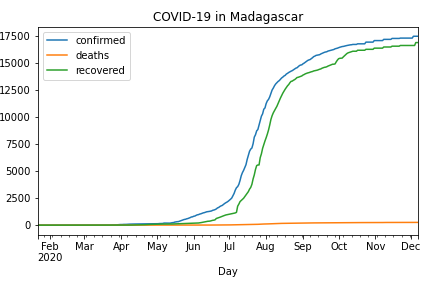 COVID-19 in Madagascar
confirmed
deaths
recovered
17500
15000
12500
10000
7500
5000
2500
0
Feb Mar Apr May Jun Jul Aug Sep Oct Nov Dec
2020
Day